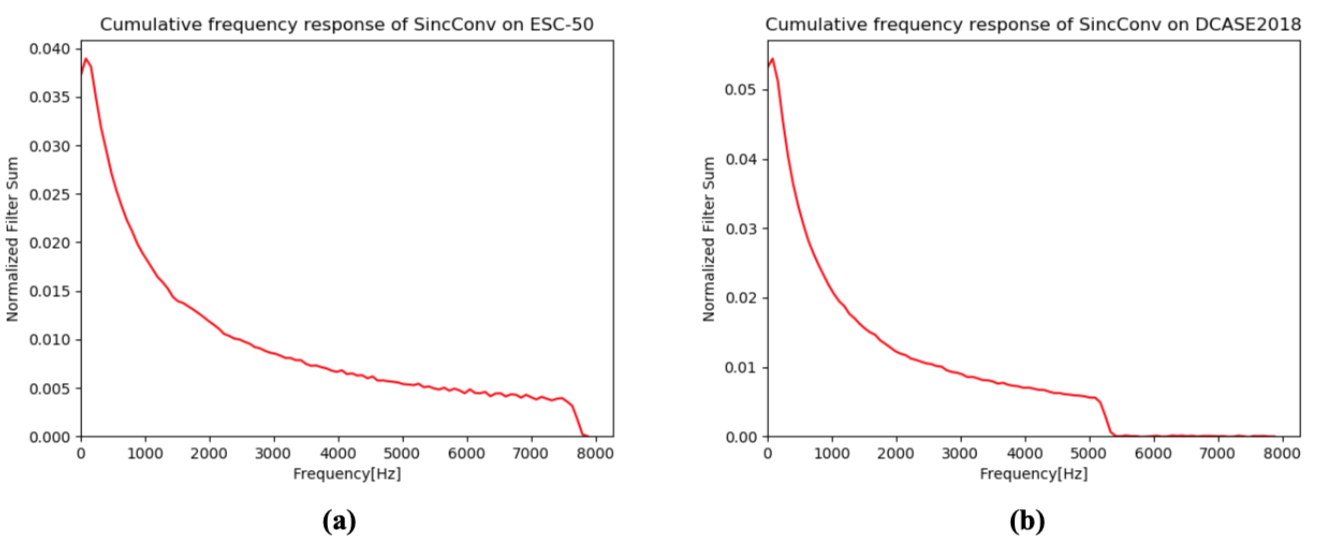 Cumulative frequency response of SincConv on ESC-50
0.040
0.035
0.030
0.025
0.020
0.015
0.010
0.005
0.000
Normalized Filter Sum
0 1000 2000 3000 4000 5000 6000 7000 8000
Frequency[Hz]
(a)
Cumulative frequency response of SincConv on DCASE2018
0.05
0.04
0.03
0.02
0.01
0.00
Normalized Filter Sum
0 1000 2000 3000 4000 5000 6000 7000 8000
Frequency[Hz]
(b)